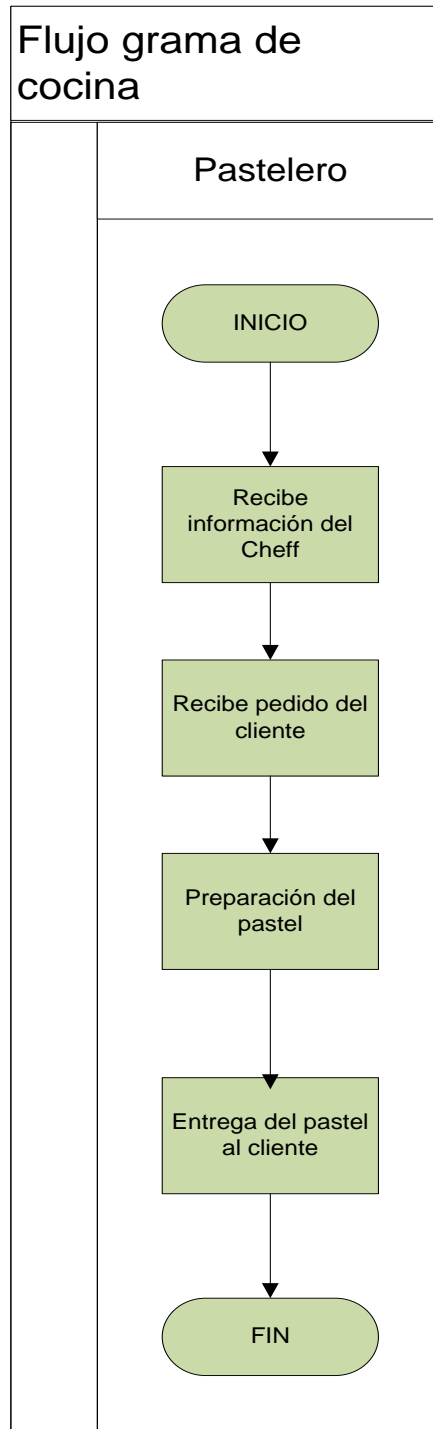 Flujo grama de
cocina
Pastelero
INICIO
Recibe
información del
Cheff
Recibe pedido del
cliente
Preparación del
pastel
Entrega del pastel
al cliente
FIN